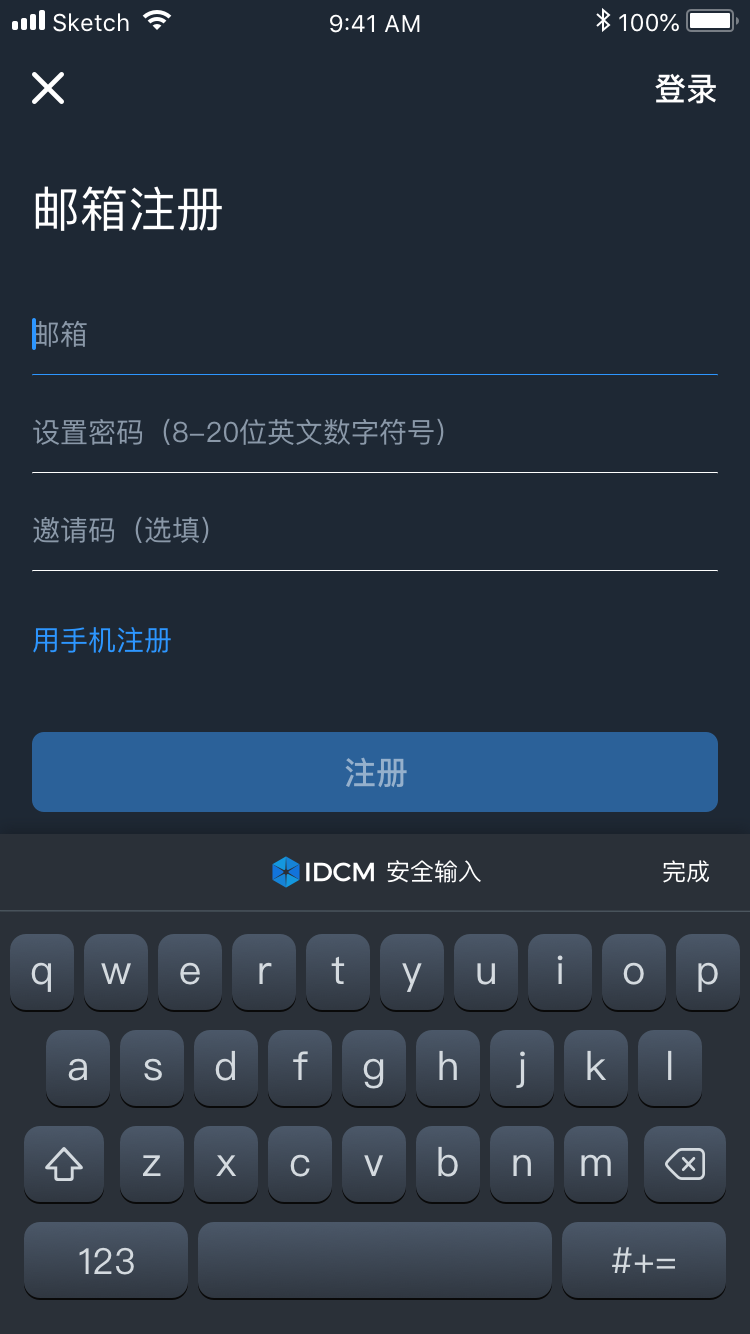 Sketch 9:41 AM 100%
登录
邮箱注册
邮箱
设置密码（8-20位英文数字符号）
邀请码（选填）
用手机注册
注册
IDCM 安全输入 完成
q w e r t y u i o p
a s d f g h j k l
z x c v b n m
123 #+=